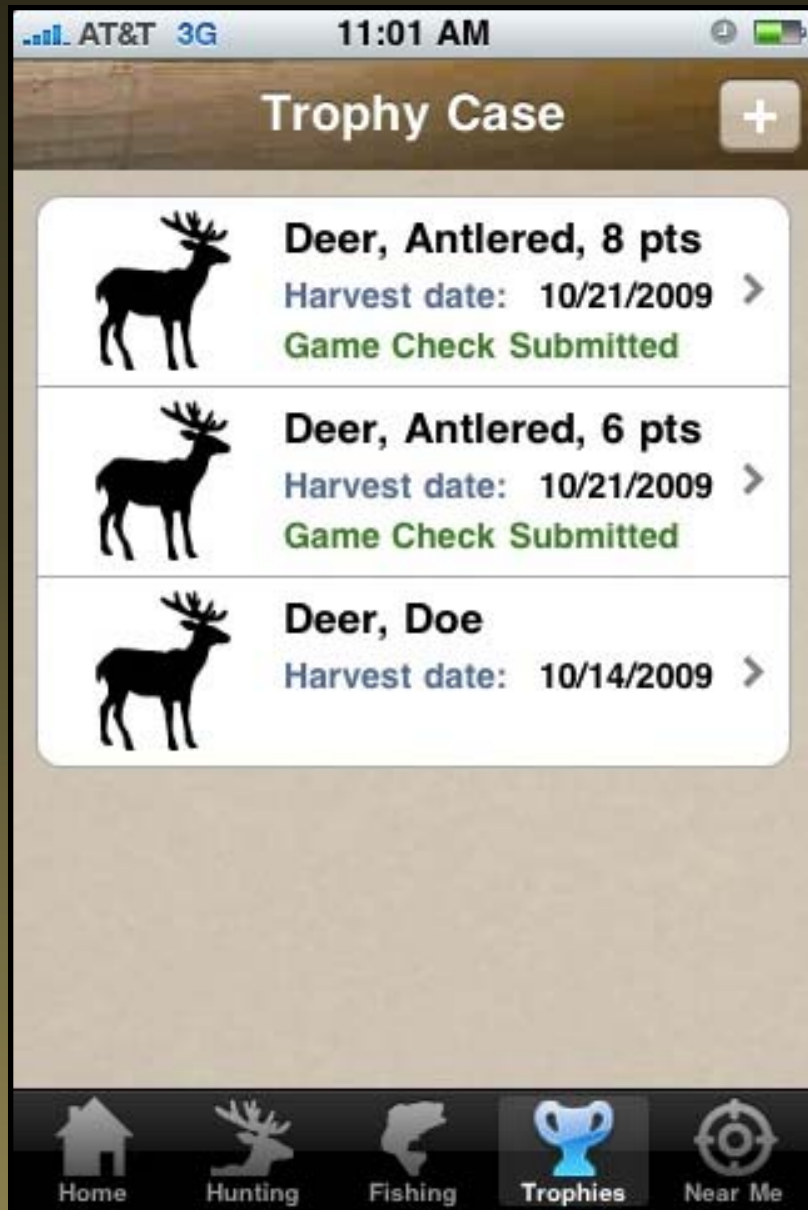 AT&T 3G 11:01 AM
Trophy Case +
Deer, Antlered, 8 pts
Harvest date: 10/21/2009
Game Check Submitted
Deer, Antlered, 6 pts
Harvest date: 10/21/2009
Game Check Submitted
Deer, Doe
Harvest date: 10/14/2009
Home Hunting Fishing Trophies Near Me